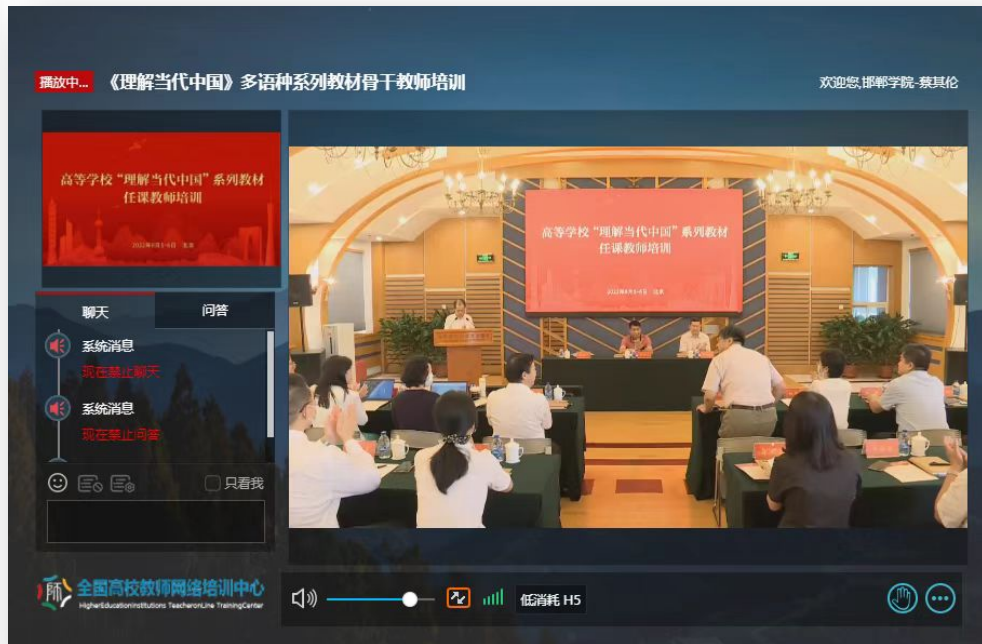 播放中...
《理解当代中国》多语种系列教材骨干教师培训
欢迎您,邯郸学院-蔡其伦
高等学校“理解当代中国”系列教材
任课教师培训
高等学校“理解当代中国”系列教材
任课教师培训
聊天
问答
系统消息
现在禁止聊天
系统消息
现在禁止问答
只看我
师
全国高校教师网络培训中心
HigherEducationInstitutions TeacheronLine TrainingCenter
低消耗 H5